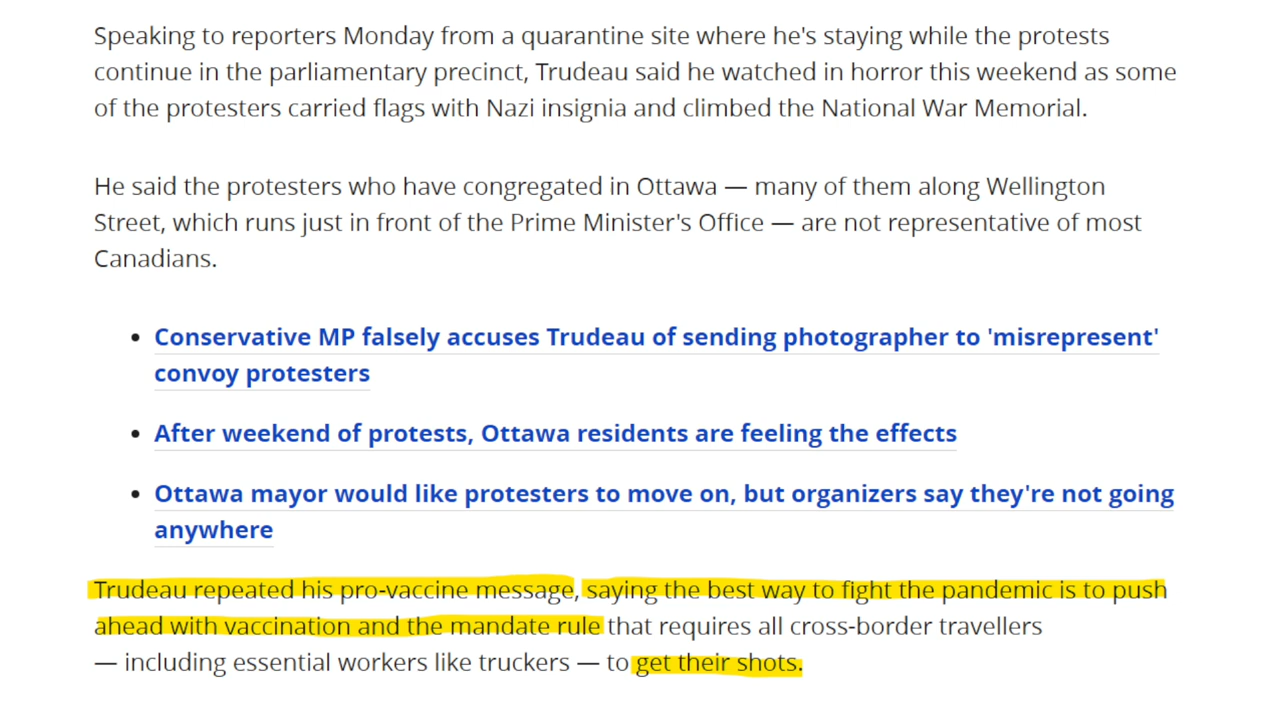 Speaking to reporters Monday from a quarantine site where he's staying while the protests
continue in the parliamentary precinct, Trudeau said he watched in horror this weekend as some
of the protesters carried flags with Nazi insignia and climbed the National War Memorial.
He said the protesters who have congregated in Ottawa — many of them along Wellington
Street, which runs just in front of the Prime Minister's Office — are not representative of most
Canadians.
• Conservative MP falsely accuses Trudeau of sending photographer to 'misrepresent'
convoy protesters
• After weekend of protests, Ottawa residents are feeling the effects
• Ottawa mayor would like protesters to move on, but organizers say they're not going
anywhere
Trudeau repeated his pro-vaccine message, saying the best way to fight the pandemic is to push
ahead with vaccination and the mandate rule that requires all cross-border travellers
— including essential workers like truckers — to get their shots.